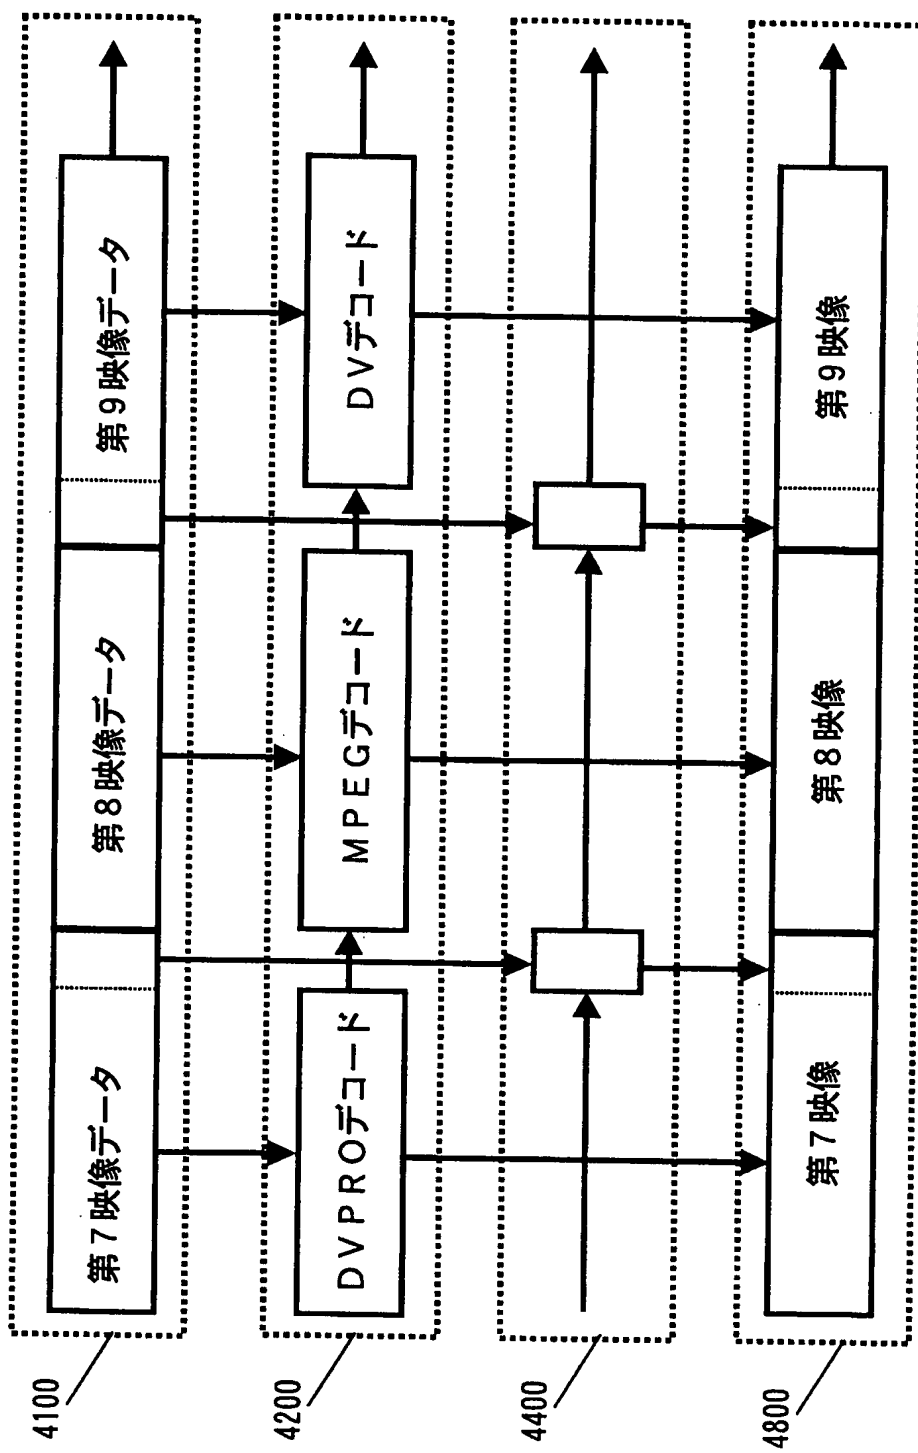 4100
第7映像データ
第8映像データ
第9映像データ
4200
DVPROデコード
MPEGデコード
DVデコード
4400
4800
第7映像
第8映像
第9映像